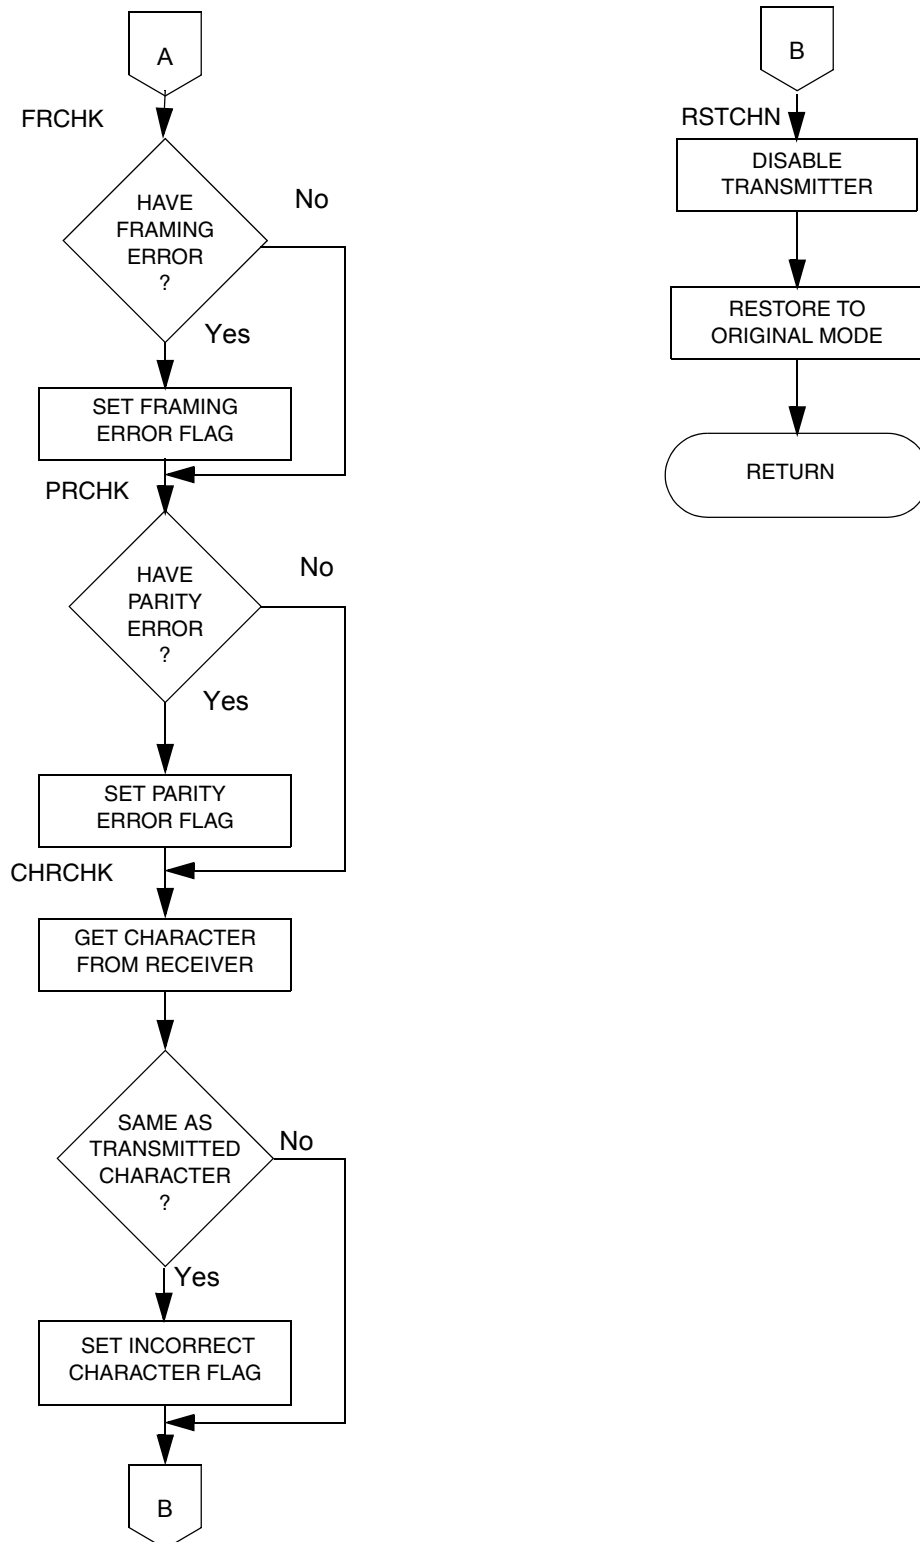 A
FRCHK
HAVE
FRAMING
ERROR
?
No
Yes
SET FRAMING
ERROR FLAG
PRCHK
HAVE
PARITY
ERROR
?
No
Yes
SET PARITY
ERROR FLAG
CHRCHK
GET CHARACTER
FROM RECEIVER
SAME AS
TRANSMITTED
CHARACTER
?
No
Yes
SET INCORRECT
CHARACTER FLAG
B
B
RSTCHN
DISABLE
TRANSMITTER
RESTORE TO
ORIGINAL MODE
RETURN